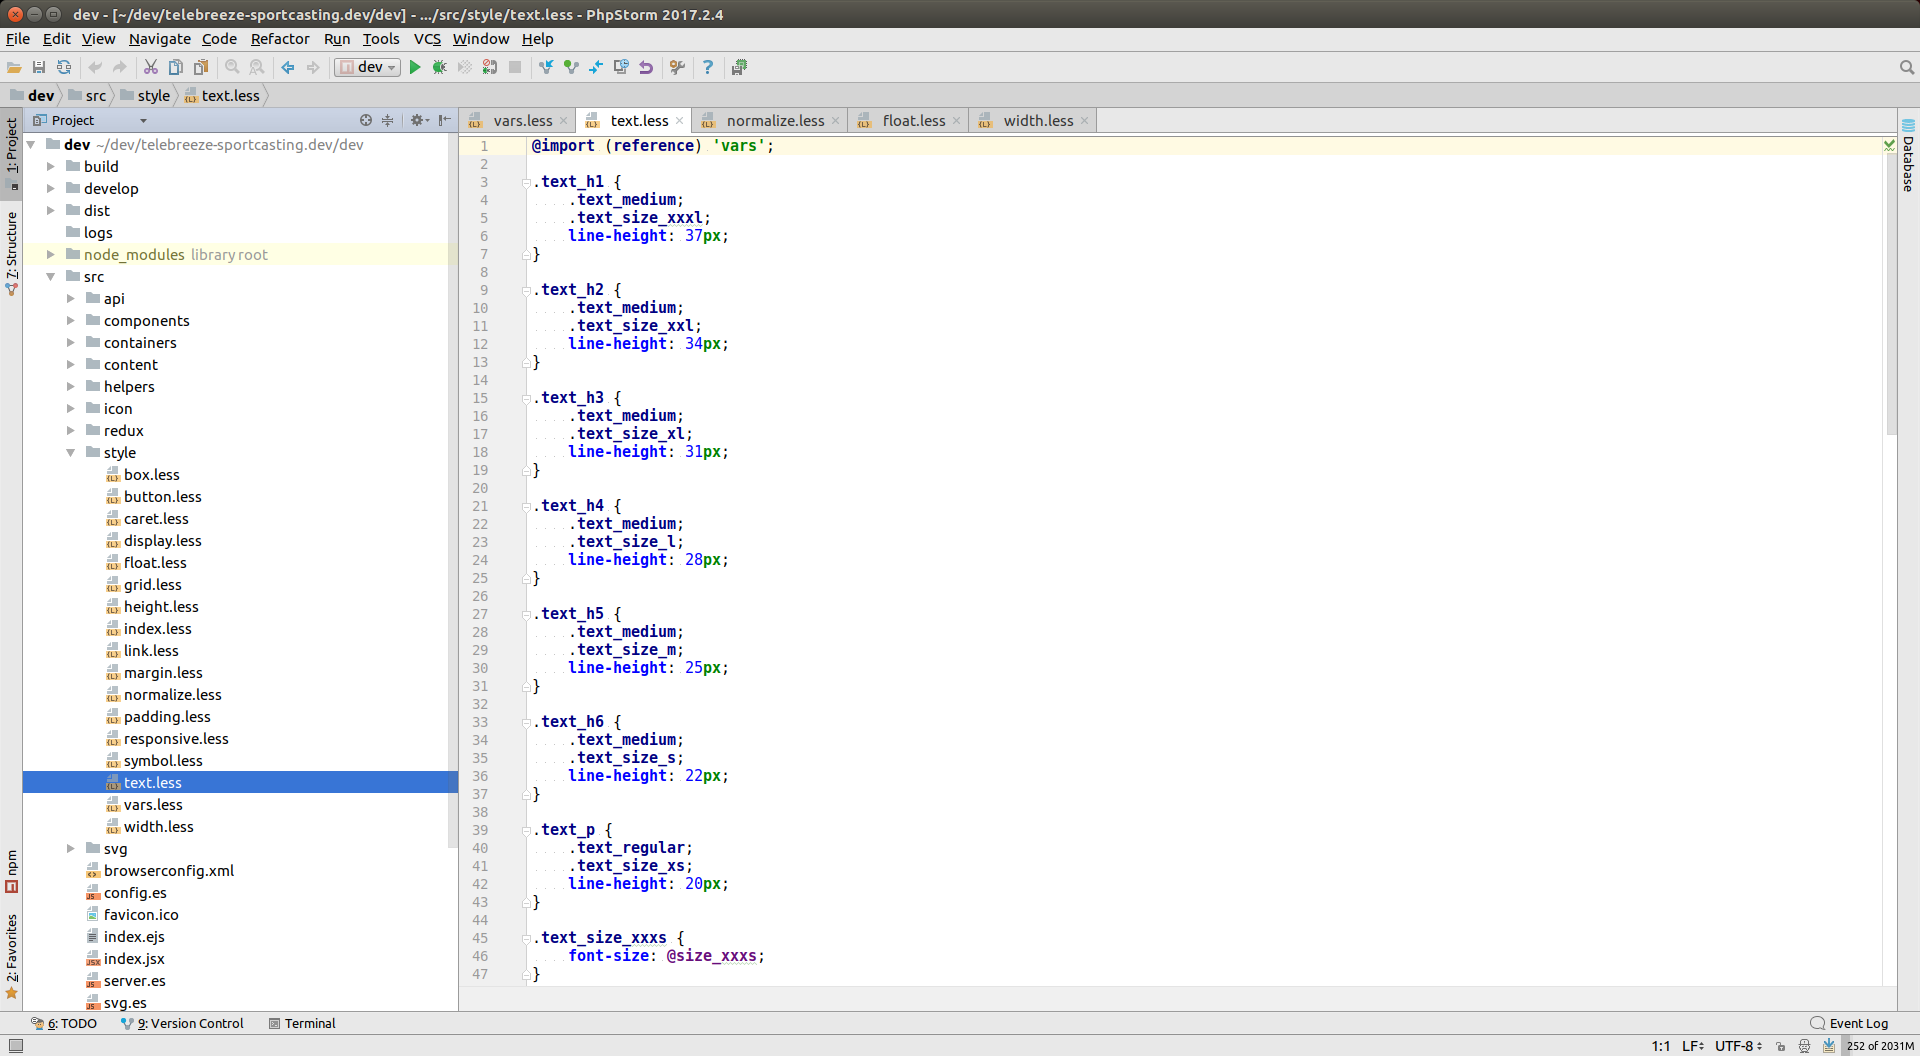 dev - [~/dev/telebreeze-sportcasting.dev/dev] - .../src/style/text.less - PhpStorm 2017.2.4
File Edit View Navigate Code Refactor Run Tools VCS Window Help
dev
dev src style text.less
Project
vars.less text.less normalize.less float.less width.less
1: Project
7: Structure
npm
2: Favorites
dev ~/dev/telebreeze-sportcasting.dev/dev
build
develop
dist
logs
node_modules library root
src
api
components
containers
content
helpers
icon
redux
style
box.less
button.less
caret.less
display.less
float.less
grid.less
height.less
index.less
link.less
margin.less
normalize.less
padding.less
responsive.less
symbol.less
text.less
vars.less
width.less
svg
browserconfig.xml
config.es
favicon.ico
index.ejs
index.jsx
server.es
svg.es
1 @import (reference) 'vars';
2
3 .text_h1 {
4 .text_medium;
5 .text_size_xxxl;
6 line-height: 37px;
7 }
8
9 .text_h2 {
10 .text_medium;
11 .text_size_xxl;
12 line-height: 34px;
13 }
14
15 .text_h3 {
16 .text_medium;
17 .text_size_xl;
18 line-height: 31px;
19 }
20
21 .text_h4 {
22 .text_medium;
23 .text_size_l;
24 line-height: 28px;
25 }
26
27 .text_h5 {
28 .text_medium;
29 .text_size_m;
30 line-height: 25px;
31 }
32
33 .text_h6 {
34 .text_medium;
35 .text_size_s;
36 line-height: 22px;
37 }
38
39 .text_p {
40 .text_regular;
41 .text_size_xs;
42 line-height: 20px;
43 }
44
45 .text_size_xxxs {
46 font-size: @size_xxxs;
47 }
Database
6: TODO 9: Version Control Terminal Event Log
1:1 LF UTF-8 252 of 2031M